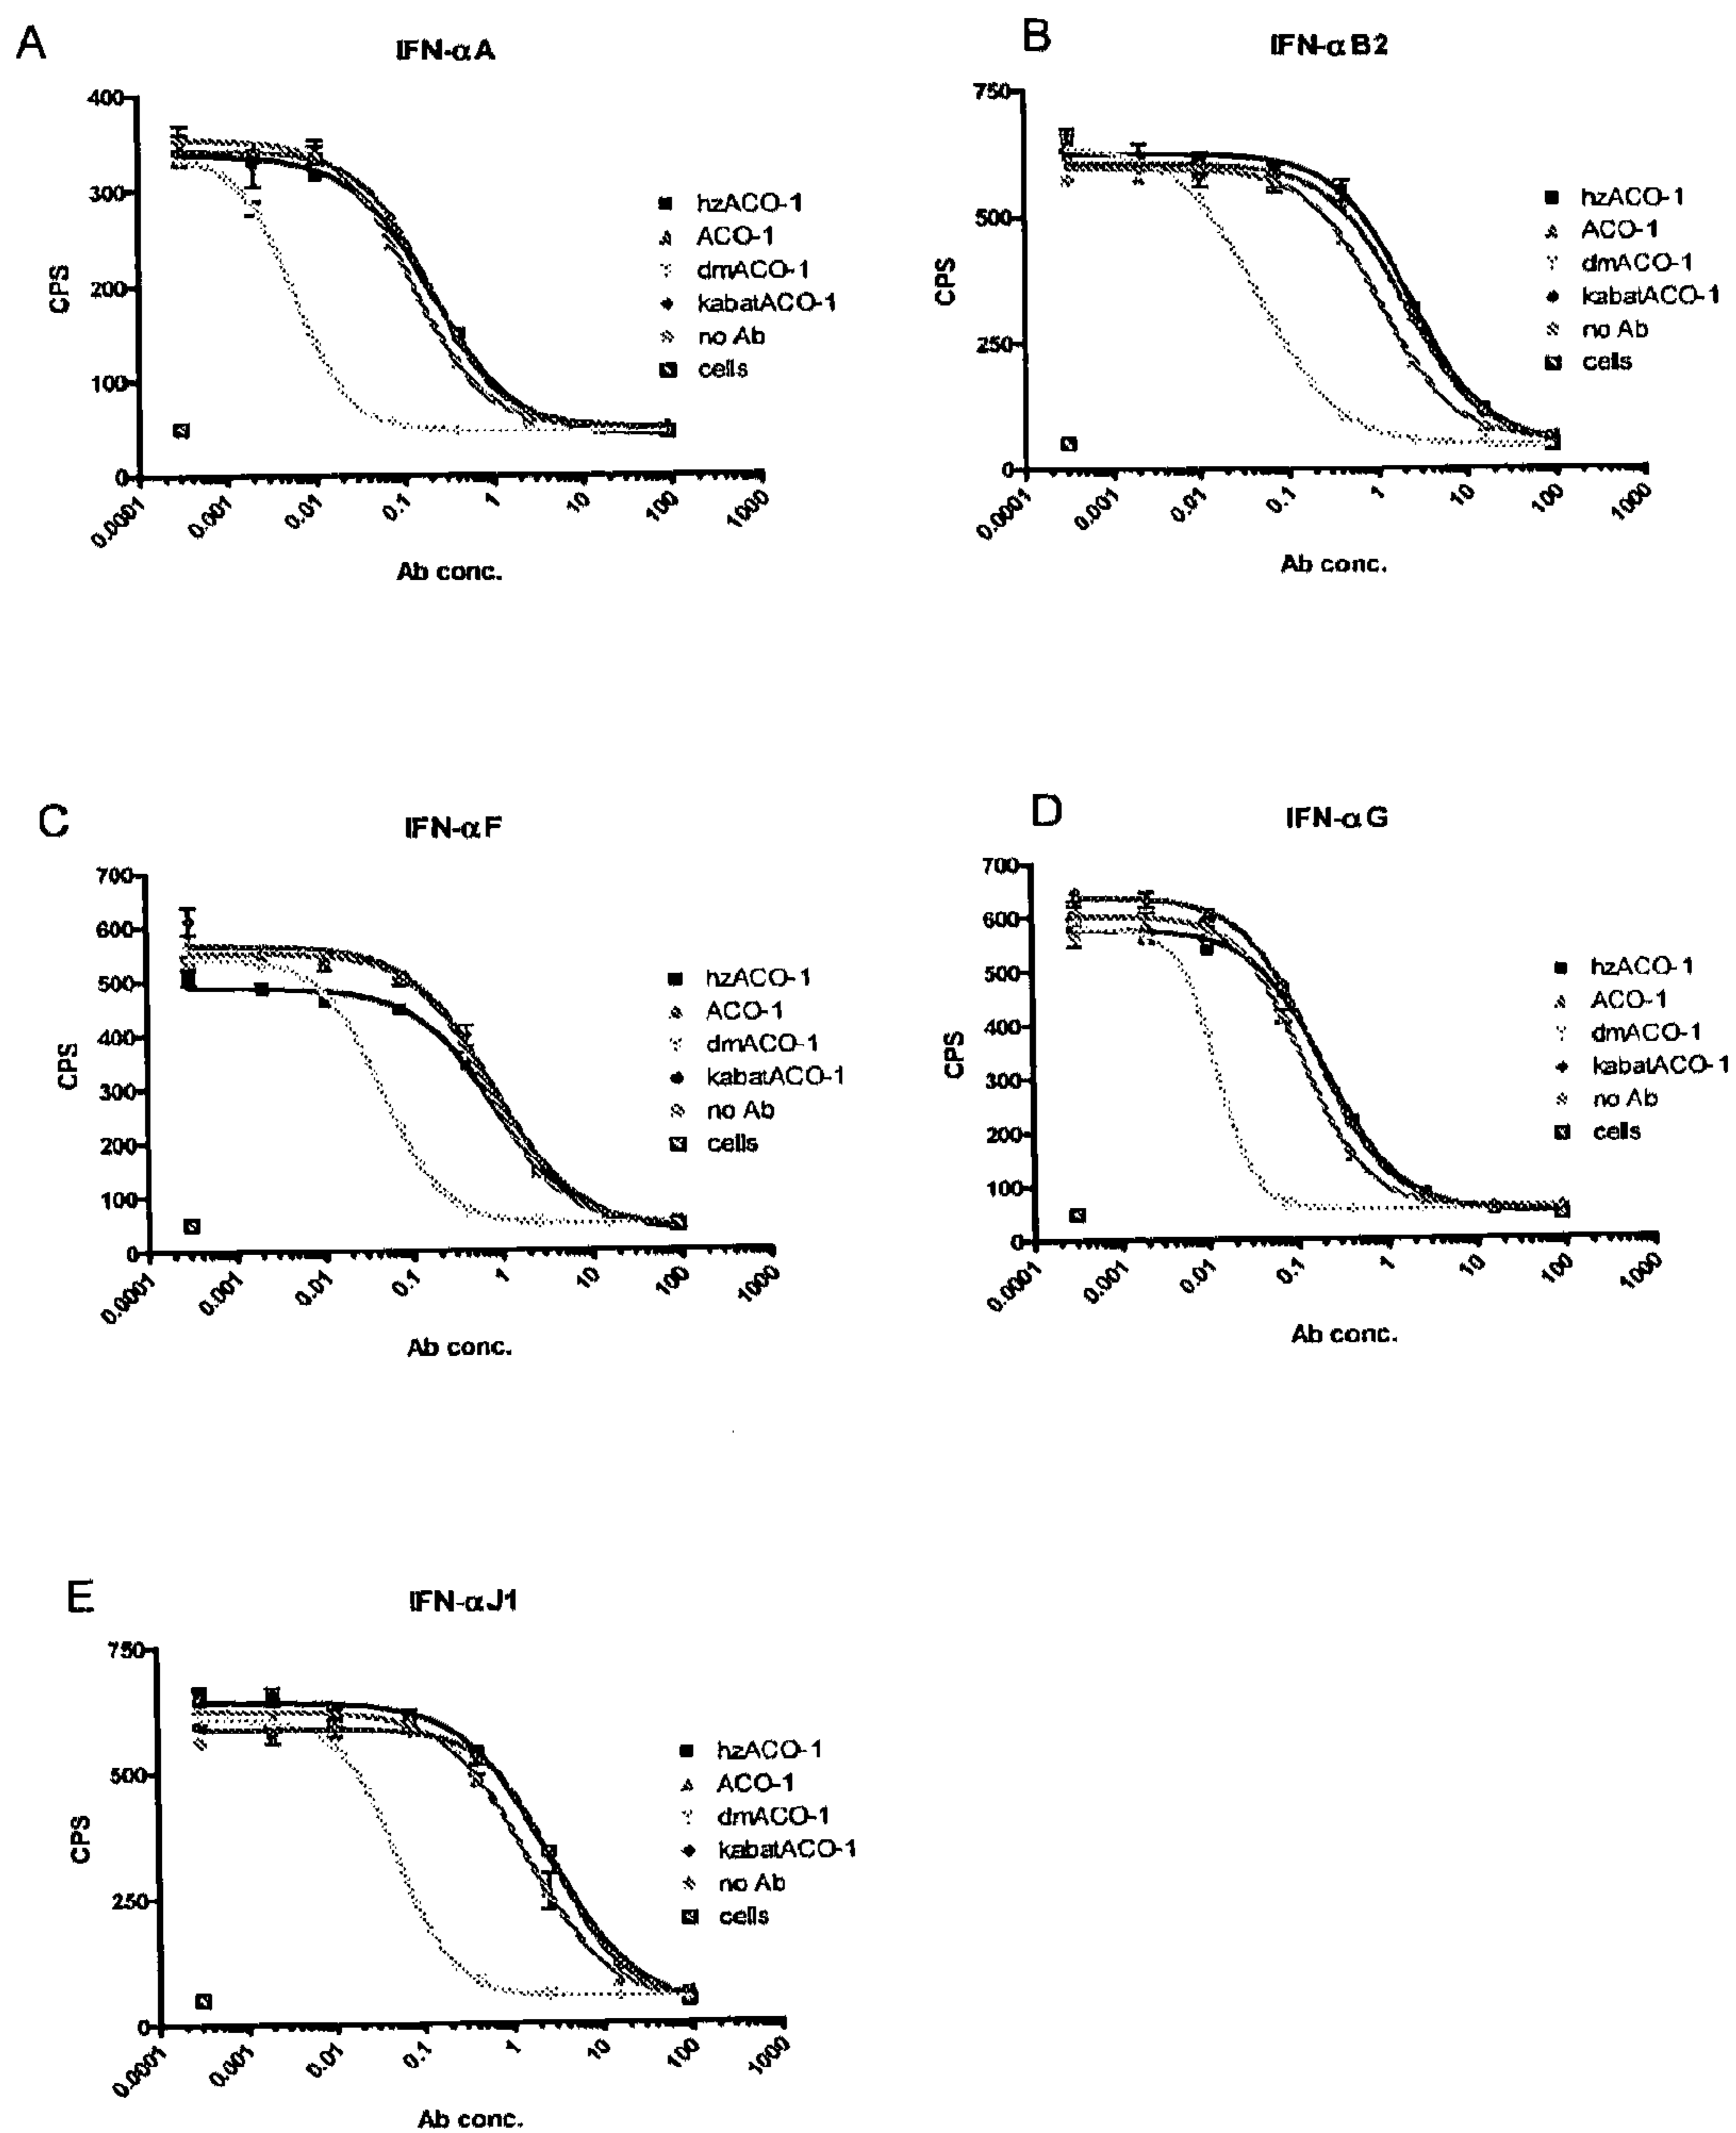 A
IFN-αA
400
300
200
100
0
CPS
0.0001
0.001
0.01
0.1
1
10
100
1000
Ab conc.
hzACO-1
ACO-1
dmACO-1
kabatACO-1
no Ab
cells
B
IFN-αB2
750
500
250
0
CPS
0.0001
0.001
0.01
0.1
1
10
100
1000
Ab conc.
hzACO-1
ACO-1
dmACO-1
kabatACO-1
no Ab
cells
C
IFN-αF
700
600
500
400
300
200
100
0
CPS
0.0001
0.001
0.01
0.1
1
10
100
1000
Ab conc.
hzACO-1
ACO-1
dmACO-1
kabatACO-1
no Ab
cells
D
IFN-αG
700
600
500
400
300
200
100
0
CPS
0.0001
0.001
0.01
0.1
1
10
100
1000
Ab conc.
hzACO-1
ACO-1
dmACO-1
kabatACO-1
no Ab
cells
E
IFN-αJ1
750
500
250
0
CPS
0.0001
0.001
0.01
0.1
1
10
100
1000
Ab conc.
hzACO-1
ACO-1
dmACO-1
kabatACO-1
no Ab
cells